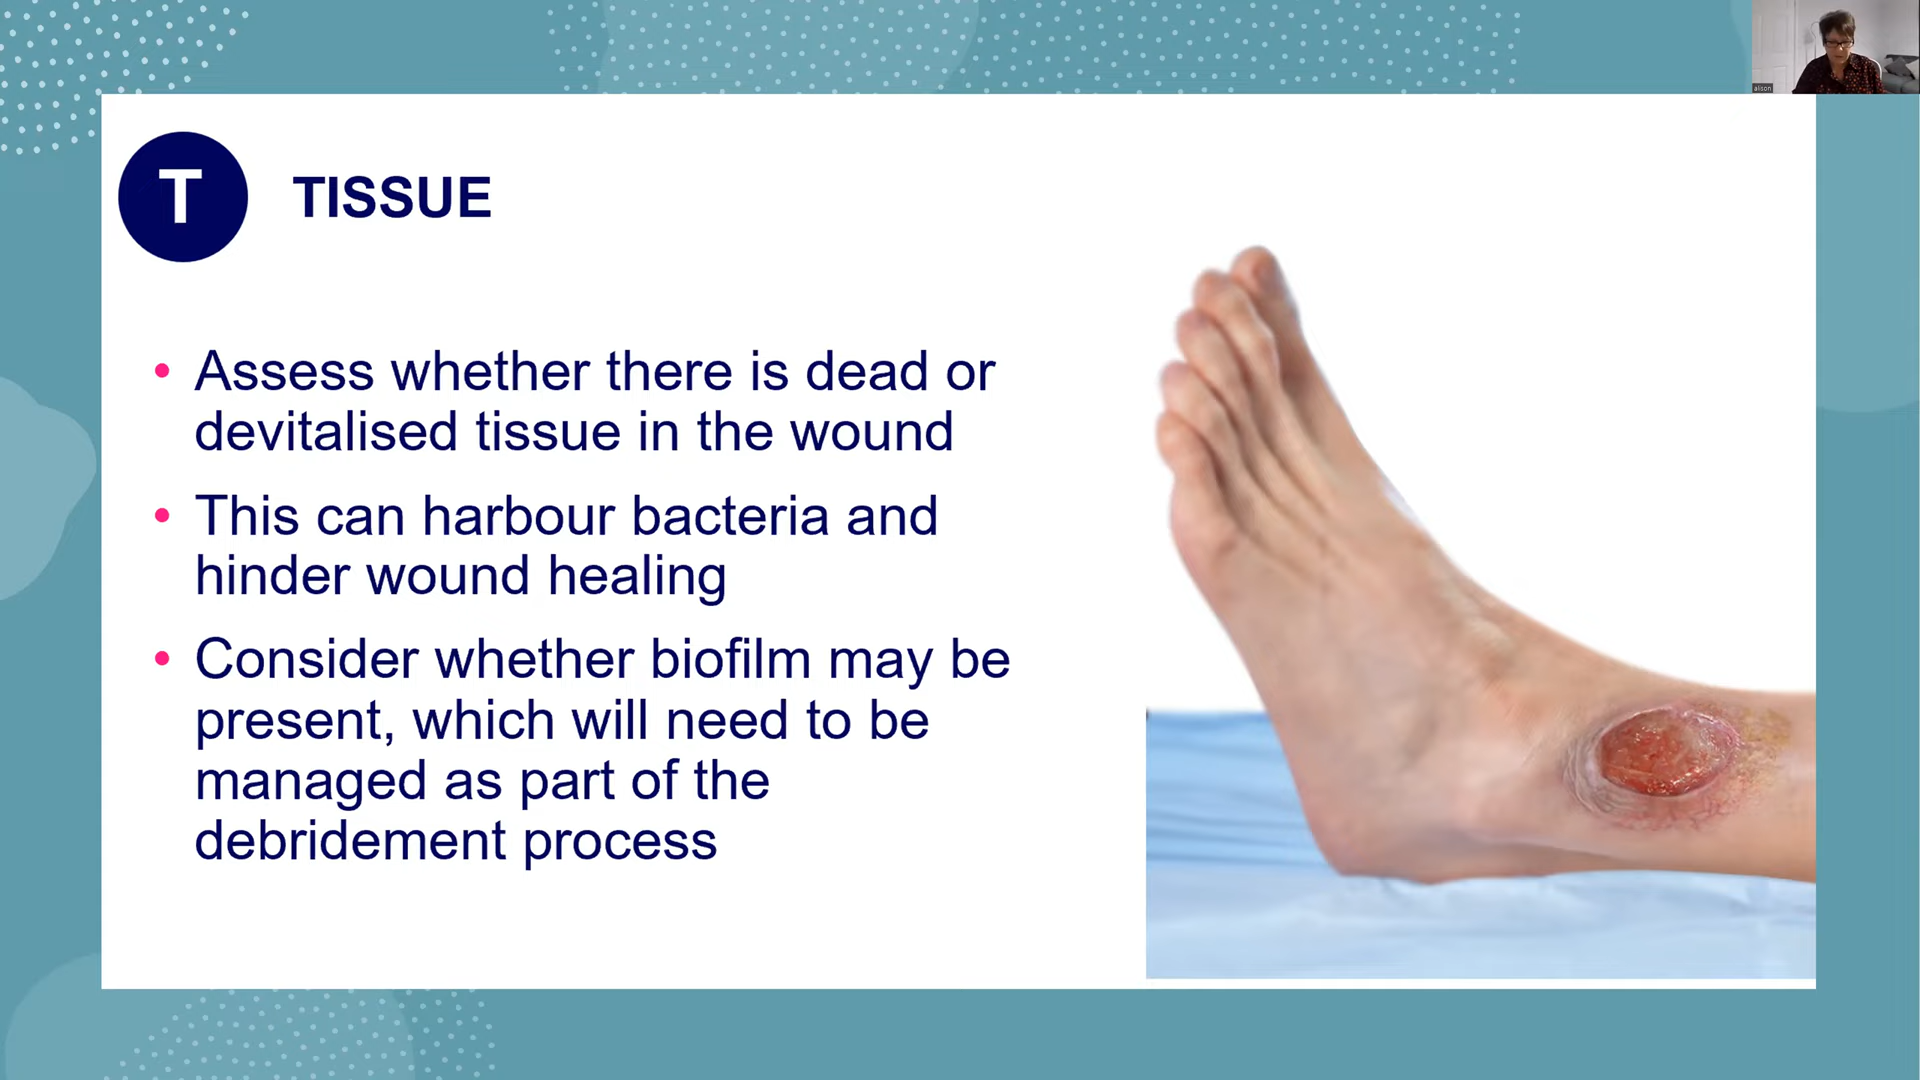 alison
T
TISSUE
• Assess whether there is dead or
devitalised tissue in the wound
• This can harbour bacteria and
hinder wound healing
• Consider whether biofilm may be
present, which will need to be
managed as part of the
debridement process